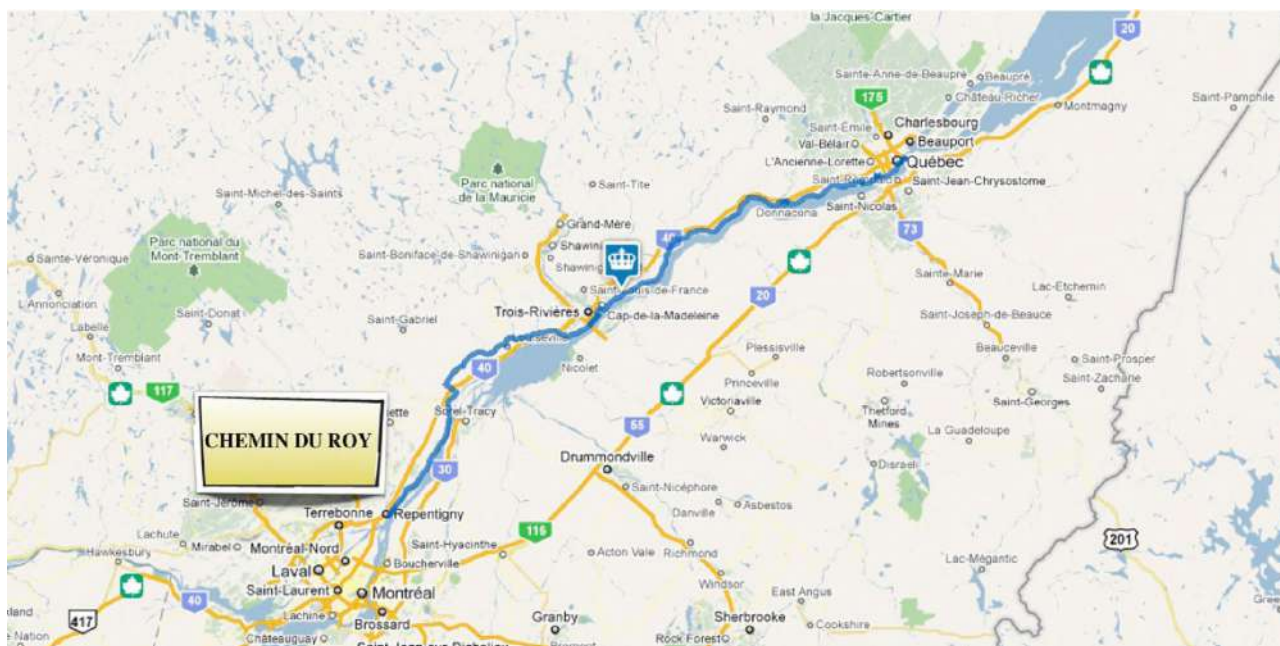 la Jacques-Cartier
20
Sainte-Anne-de-Beaupré
Beaupré
175
Château-Richer
Saint-Pamphile
Saint-Raymond
Montmagny
Saint-Émile
Charlesbourg
Val-Bélair
Beauport
L'Ancienne-Lorette
Québec
Parc national
de la Mauricie
Saint-Tite
Saint-Jean-Chrysostome
Saint-Michel-des-Saints
Saint-Nicolas
Donnacona
Grand-Mère
73
40
Parc national du
Mont-Tremblant
Sainte-Véronique
Saint-Boniface-de-Shawinigan
Sainte-Marie
Lac-Etchemin
L'Annonciation
20
Saint-Donat
Saint-Gabriel
Trois-Rivières
Cap-de-la-Madeleine
Saint-Joseph-de-Beauce
Labelle
Mont-Tremblant
40
Nicolet
Plessisville
Beauceville
Saint-Prosper
117
Princeville
Robertsonville
Saint-Zacharie
Victoriaville
Saint-Georges
Sorel-Tracy
Thetford
Mines
CHEMIN DU ROY
55
Warwick
La Guadeloupe
30
Drummondville
Disraeli
Saint-Nicéphore
Saint-Jérôme
Asbestos
Danville
Terrebonne
Repentigny
116
Lachute
Mirabel
Hawkesbury
Montréal-Nord
Saint-Hyacinthe
Acton Vale
Richmond
201
Laval
Boucherville
Lac-Mégantic
Windsor
Saint-Laurent
Montréal
40
417
Lachine
Brossard
Granby
Sherbrooke
East Angus
Cookshire
Châteauguay
Rock Forest